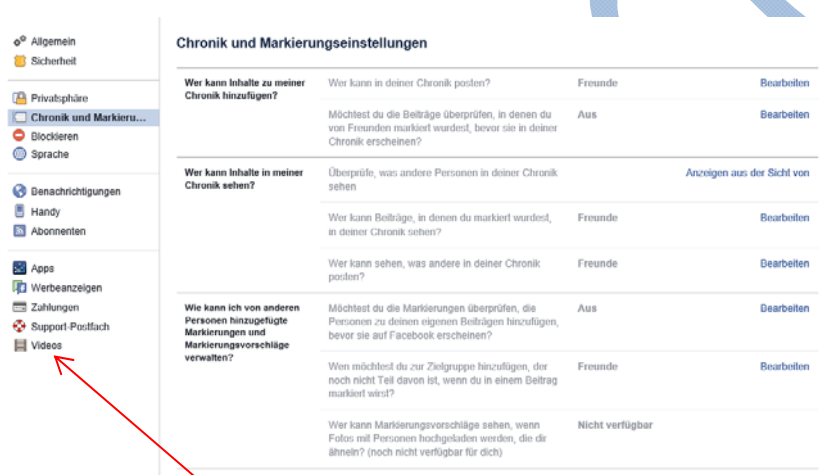 Allgemein
Sicherheit
Privatsphäre
Chronik und Markieru...
Blockieren
Sprache
Benachrichtigungen
Handy
Abonnenten
Apps
Werbeanzeigen
Zahlungen
Support-Postfach
Videos
Chronik und Markierungseinstellungen
Wer kann Inhalte zu meiner
Chronik hinzufügen?
Wer kann in deiner Chronik posten?
Freunde
Bearbeiten
Möchtest du die Beiträge überprüfen, in denen du
von Freunden markiert wurdest, bevor sie in deiner
Chronik erscheinen?
Aus
Bearbeiten
Wer kann Inhalte in meiner
Chronik sehen?
Überprüfe, was andere Personen in deiner Chronik
sehen
Anzeigen aus der Sicht von
Wer kann Beiträge, in denen du markiert wurdest,
in deiner Chronik sehen?
Freunde
Bearbeiten
Wer kann sehen, was andere in deiner Chronik
posten?
Freunde
Bearbeiten
Wie kann ich von anderen
Personen hinzugefügte
Markierungen und
Markierungsvorschläge
verwalten?
Möchtest du die Markierungen überprüfen, die
Personen zu deinen eigenen Beiträgen hinzufügen,
bevor sie auf Facebook erscheinen?
Aus
Bearbeiten
Wen möchtest du zur Zielgruppe hinzufügen, der
noch nicht Teil davon ist, wenn du in einem Beitrag
markiert wirst?
Freunde
Bearbeiten
Wer kann Markierungsvorschläge sehen, wenn
Fotos mit Personen hochgeladen werden, die dir
ähneln? (noch nicht verfügbar für dich)
Nicht verfügbar